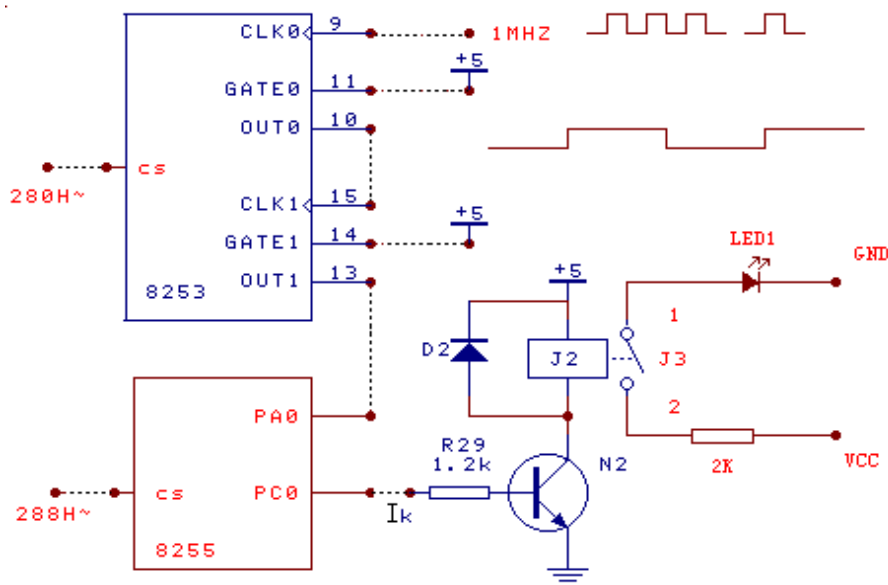 CLK0 9 1MHZ
+5
GATE0 11
OUT0 10
cs
280H~
CLK1 15
+5
GATE1 14
OUT1 13
8253
LED1
GND
+5
1
D2
J2
J3
2
PA0
R29
1.2k
N2
2K
VCC
cs
PC0
288H~
Ik
8255